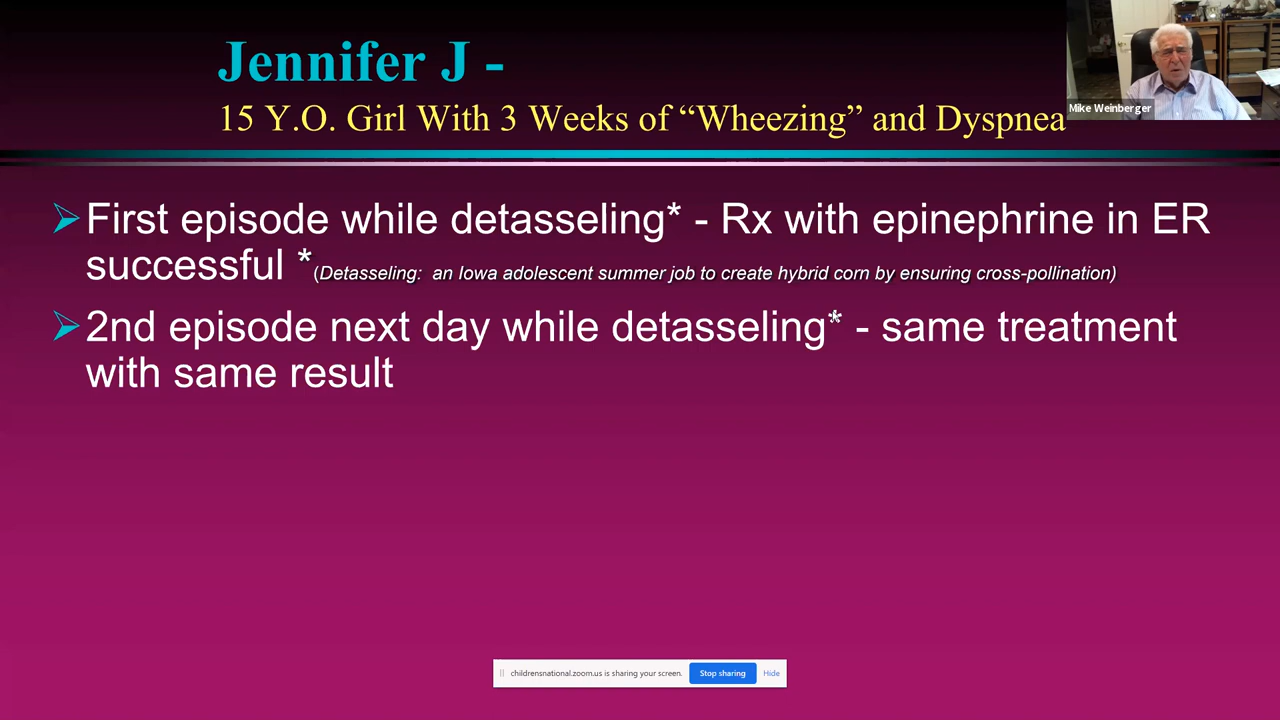 Jennifer J -
15 Y.O. Girl With 3 Weeks of “Wheezing” and Dyspnea
Mike Weinberger
➢First episode while detasseling* - Rx with epinephrine in ER
successful *(Detasseling: an Iowa adolescent summer job to create hybrid corn by ensuring cross-pollination)
➢2nd episode next day while detasseling* - same treatment
with same result
childrensnational.zoom.us is sharing your screen.
Stop sharing
Hide